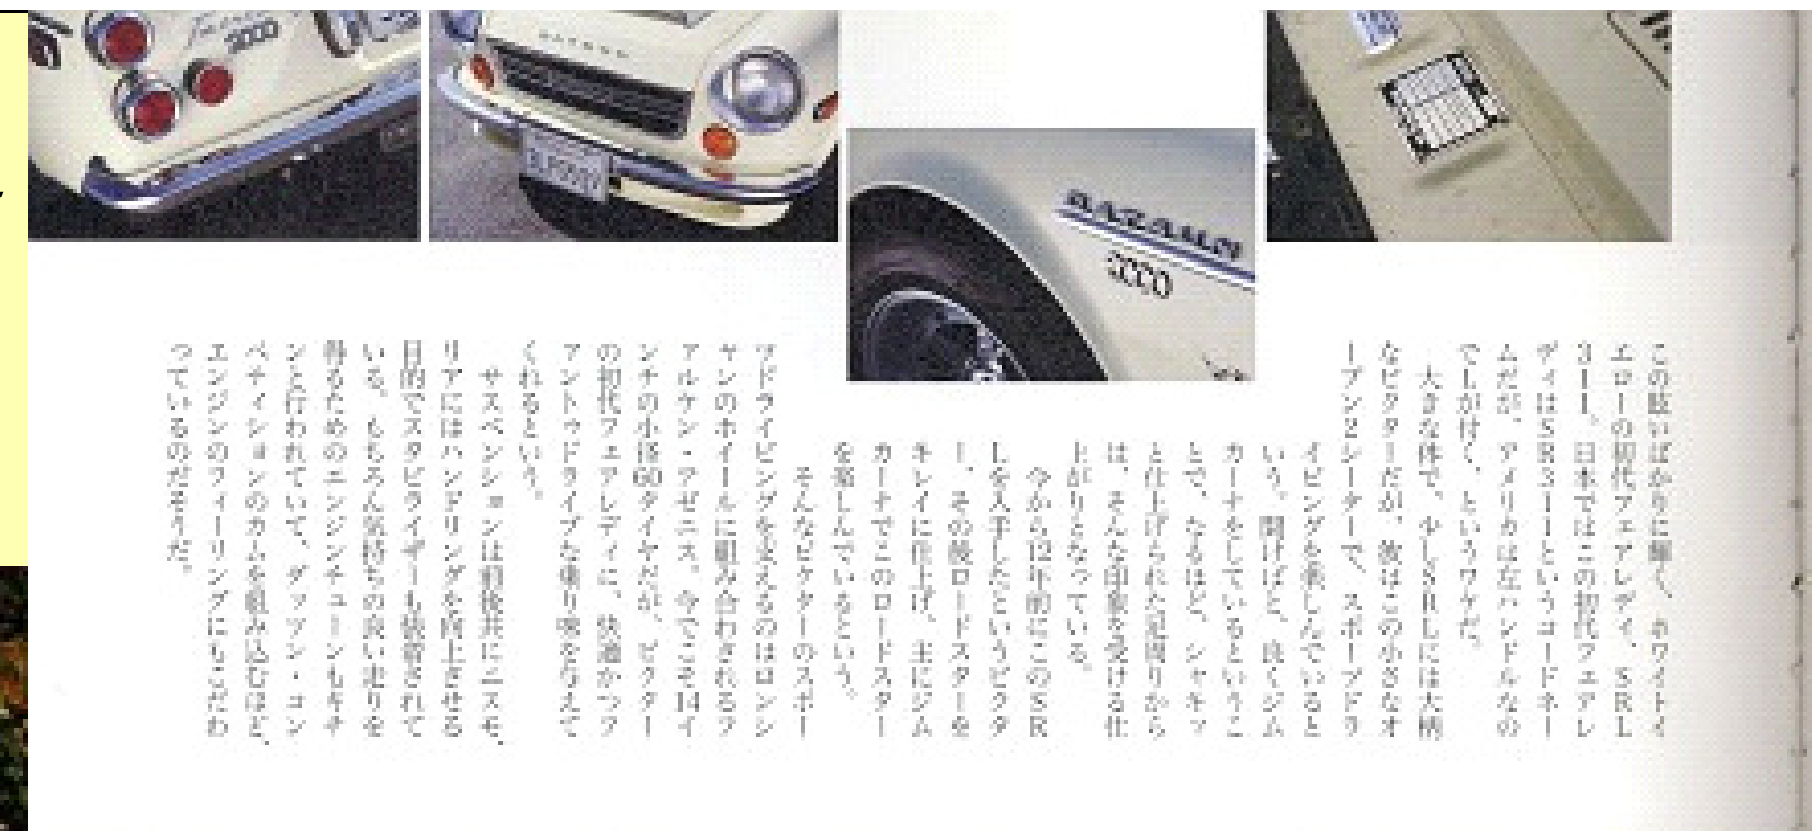 Fairlady
2000
DATSUN
DATSUN
2000
この眩いばかりに輝く、ホワイトイ
エローの初代フェアレディ、SRL
311。日本ではこの初代フェアレ
ディはSR311というコードネー
ムだが、アメリカは左ハンドルなの
でLが付く、というワケだ。
大きな体で、少しSRLには大柄
なビクターだが、彼はこの小さなオ
ープン2シーターで、スポーツドラ
イビングを楽しんでいると
いう。聞けばと、良くジム
カーナをしているというこ
とで、なるほど、シャキッ
と仕上げられた足回りから
は、そんな印象を受ける仕
上がりとなっている。
今から12年前にこのSR
Lを入手したというビクタ
ー。その後ロードスターを
キレイに仕上げ、主にジム
カーナでこのロードスター
を楽しんでいるという。
そんなビクターのスポー
ツドライビングを支えるのはロンシ
ャンのホイールに組み合わされるフ
ァルケン・アゼニス。今でこそ14イ
ンチの小径60タイヤだが、ビクター
の初代フェアレディに、快適かつフ
ァントゥドライブな乗り味を与えて
くれるという。
サスペンションは前後共にニスモ、
リアにはハンドリングを向上させる
目的でスタビライザーも装着されて
いる。もちろん気持ちの良い走りを
得るためのエンジンチューンもキチ
ンと行われていて、タップン・コン
ペティションのカムを組み込むほど、
エンジンのフィーリングにもこだわ
っているのだそうだ。